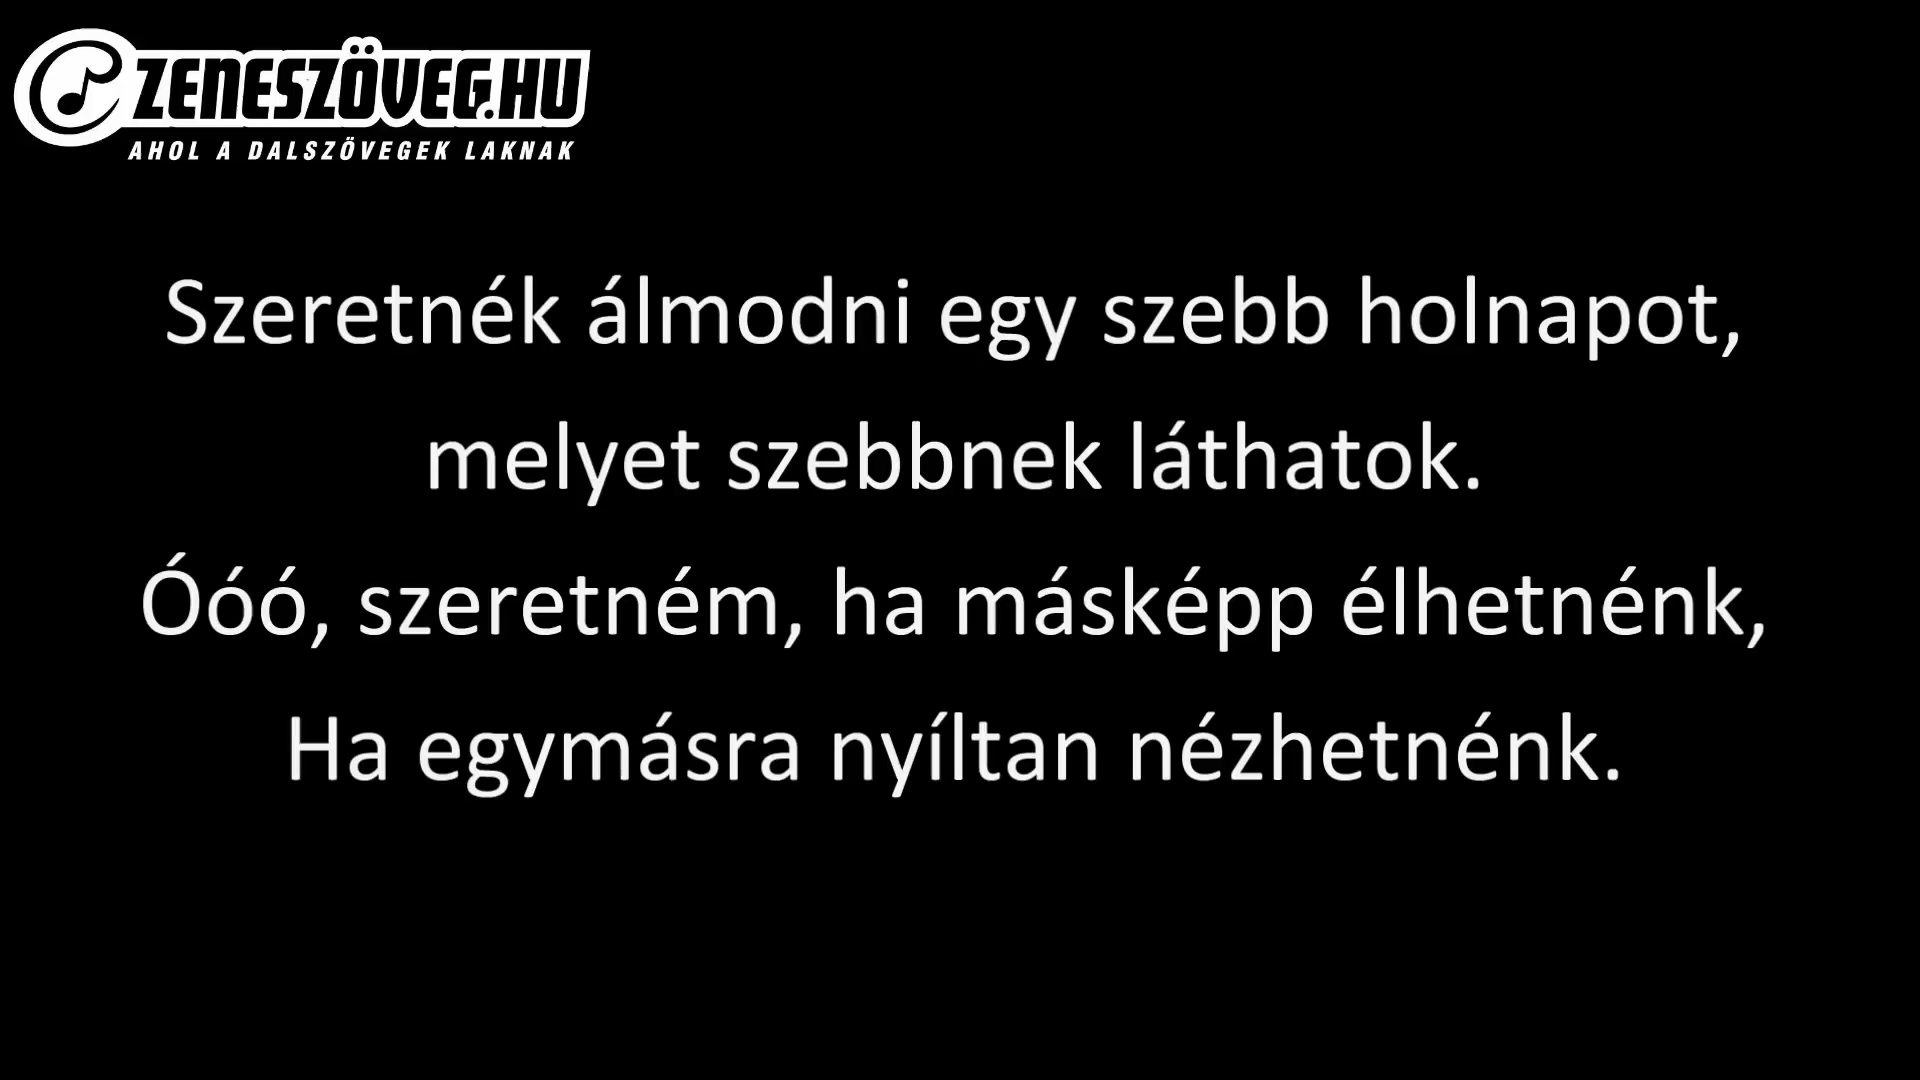 ZENESZÖVEG.HU
AHOL A DALSZÖVEGEK LAKNAK
Szeretnék álmodni egy szebb holnapot,
melyet szebbnek láthatok.
Óóó, szeretném, ha másképp élhetnénk,
Ha egymásra nyíltan nézhetnénk.